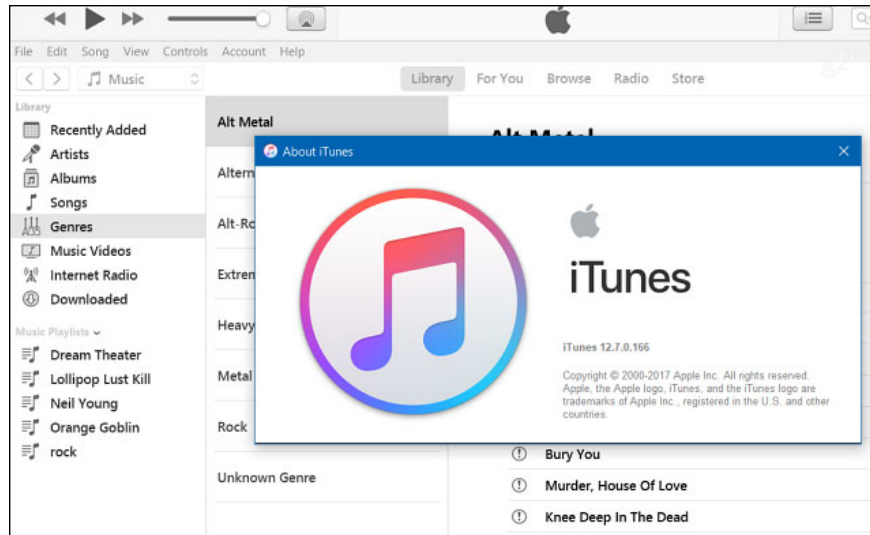 File Edit Song View Controls Account Help
Music
Library For You Browse Radio Store
Library
Recently Added
Artists
Albums
Songs
Genres
Music Videos
Internet Radio
Downloaded
Music Playlists
Dream Theater
Lollipop Lust Kill
Neil Young
Orange Goblin
rock
Alt Metal
Altern
Alt-Ro
Extrem
Heavy
Metal
Rock
Unknown Genre
Alt Metal
About iTunes
iTunes
iTunes 12.7.0.166
Copyright © 2000-2017 Apple Inc. All rights reserved.
Apple, the Apple logo, iTunes, and the iTunes logo are
trademarks of Apple Inc., registered in the U.S. and other
countries.
Bury You
Murder, House Of Love
Knee Deep In The Dead